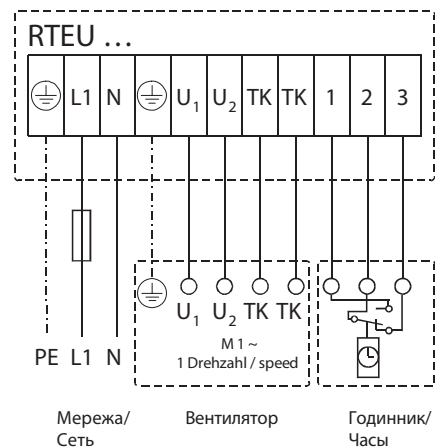 RTEU ...
L1 N U1 U2 TK TK 1 2 3
U1 U2 TK TK
M 1 ~
1 Drehzahl / speed
PE L1 N
Мережа/
Сеть
Вентилятор
Годинник/
Часы